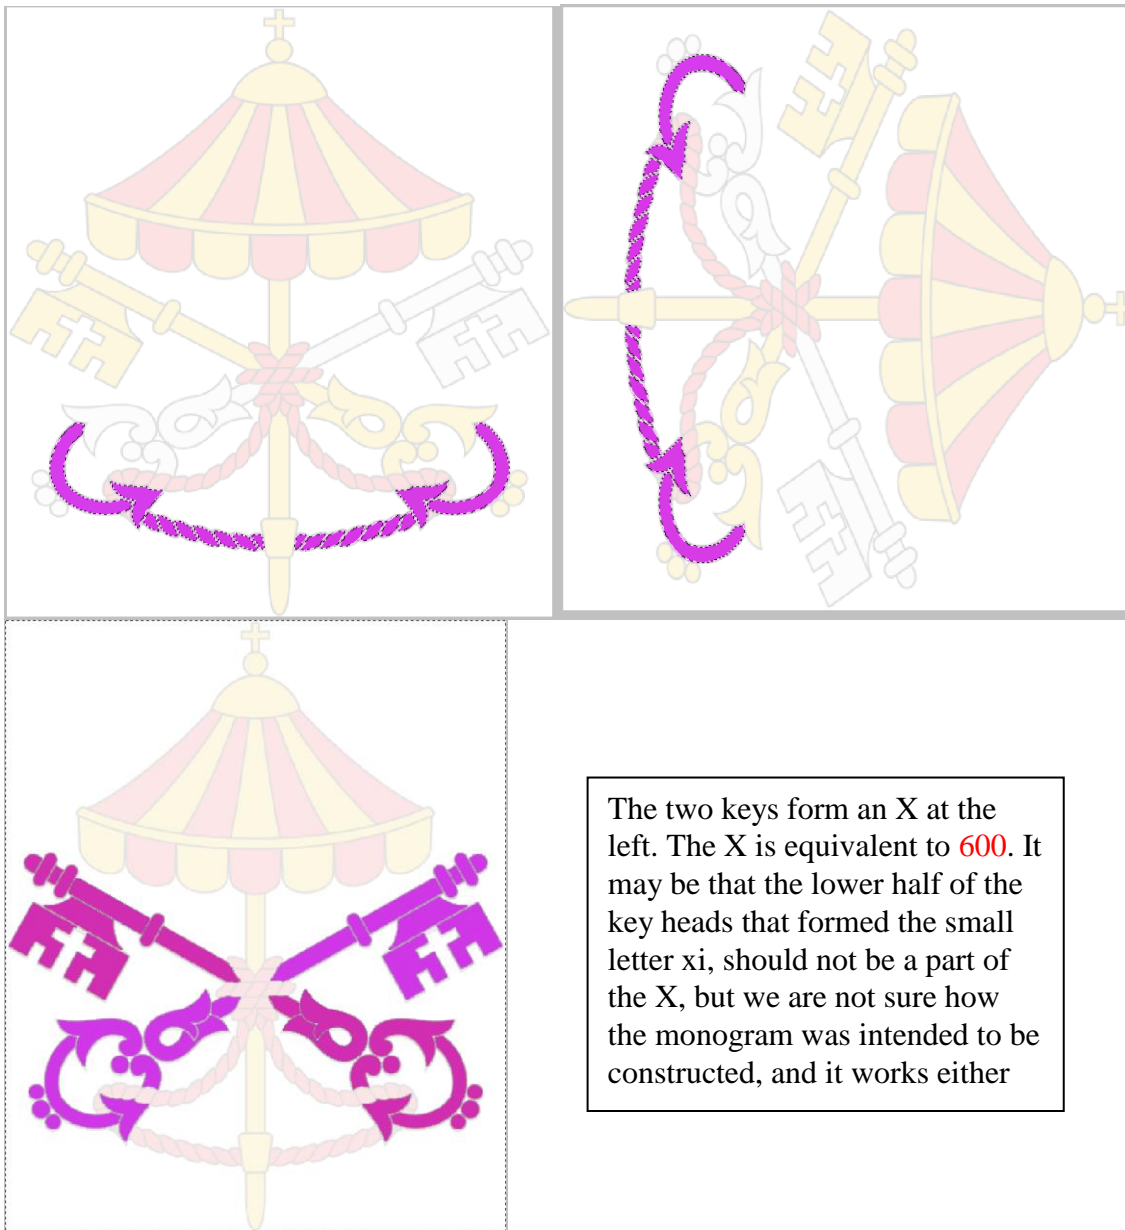 The two keys form an X at the
left. The X is equivalent to 600. It
may be that the lower half of the
key heads that formed the small
letter xi, should not be a part of
the X, but we are not sure how
the monogram was intended to be
constructed, and it works either